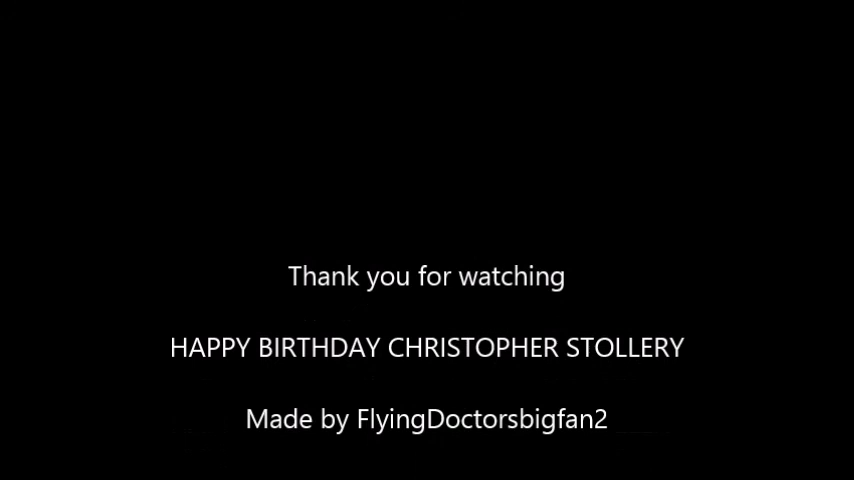 Thank you for watching
HAPPY BIRTHDAY CHRISTOPHER STOLLERY
Made by FlyingDoctorsbigfan2